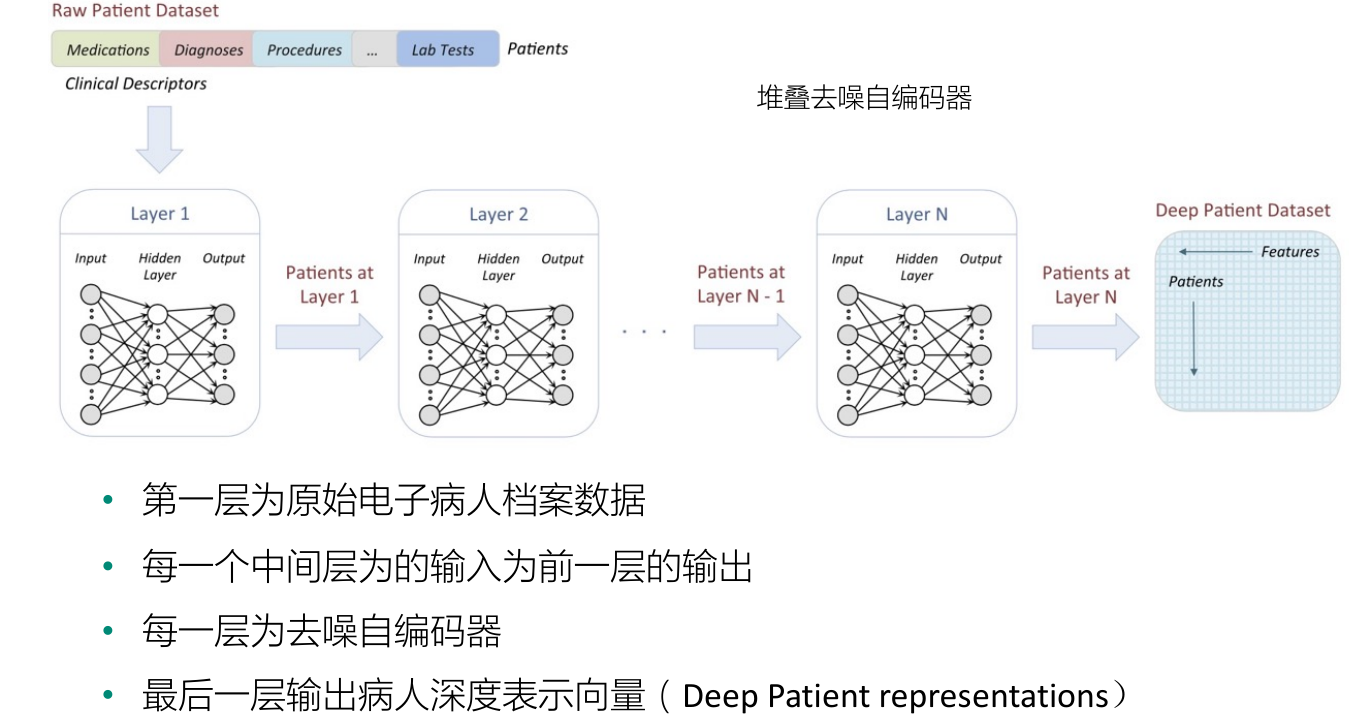 Raw Patient Dataset
Medications Diagnoses Procedures ... Lab Tests Patients
Clinical Descriptors
堆叠去噪自编码器
Layer 1
Input Hidden Layer Output
Patients at
Layer 1
Layer 2
Input Hidden Layer Output
. . .
Patients at
Layer N - 1
Layer N
Input Hidden Layer Output
Patients at
Layer N
Deep Patient Dataset
Features
Patients
• 第一层为原始电子病人档案数据
• 每一个中间层为的输入为前一层的输出
• 每一层为去噪自编码器
• 最后一层输出病人深度表示向量（Deep Patient representations）